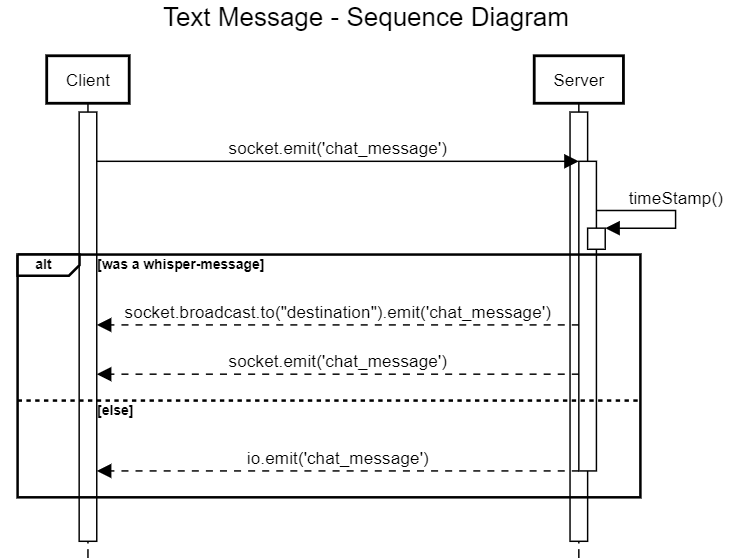 Text Message - Sequence Diagram
Client
Server
socket.emit('chat_message')
timeStamp()
alt
[was a whisper-message]
socket.broadcast.to("destination").emit('chat_message')
socket.emit('chat_message')
[else]
io.emit('chat_message')